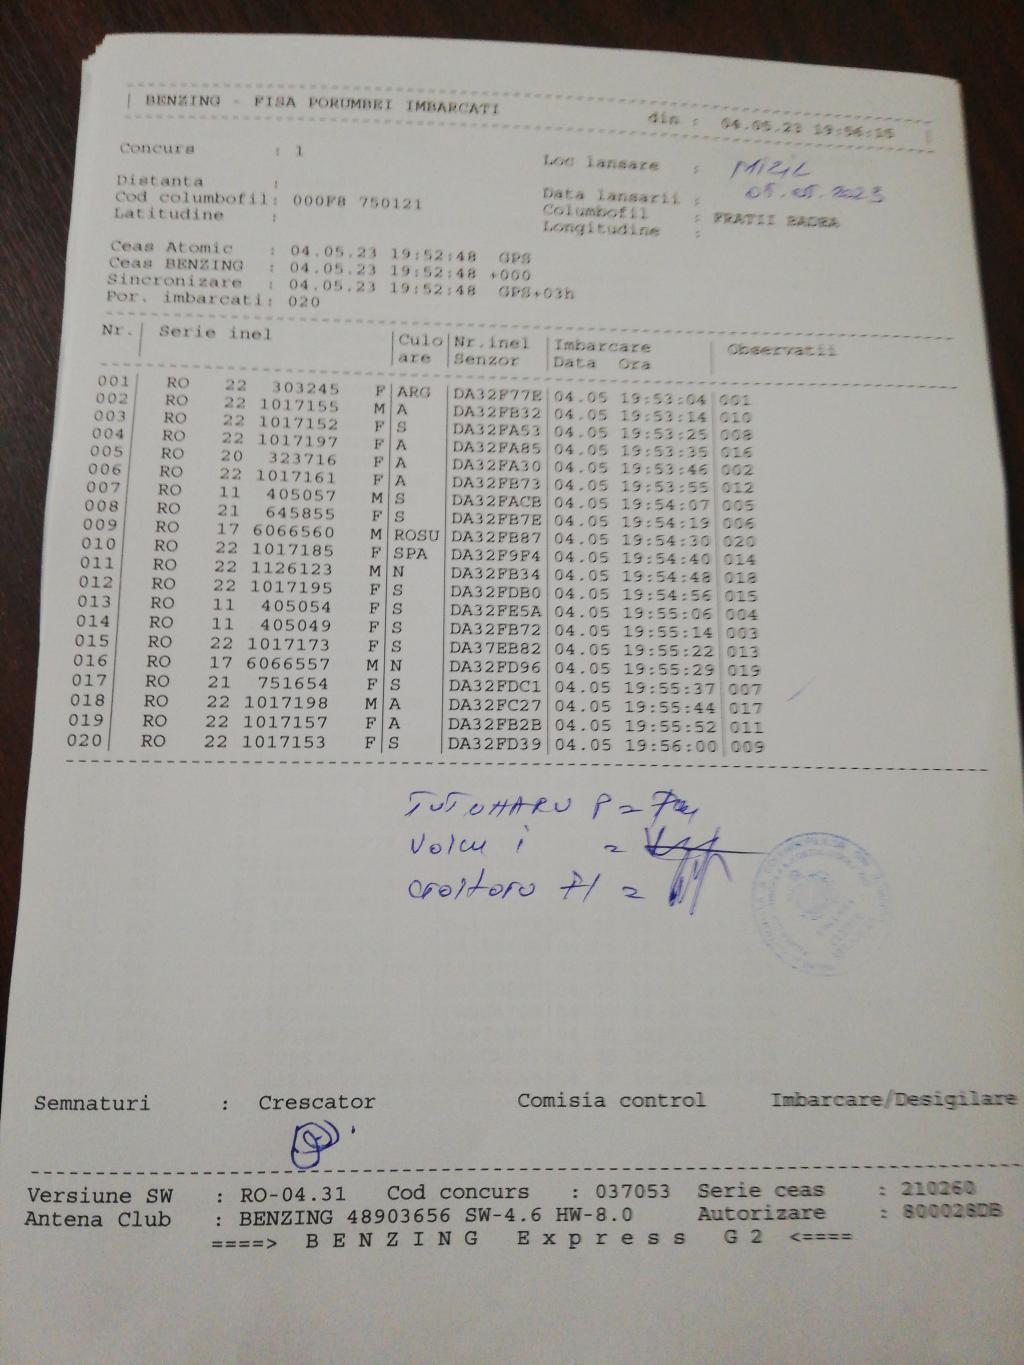 BENZING - FISA PORUMBEI IMBARCATI din : 04.05.23 19:56:15
Concurs : 1 Loc lansare : MIZIL
Distanta : Data lansarii : 05.05.2023
Cod columbofil: 000F8 750121 Columbofil : FRATII BADEA
Latitudine : Longitudine :
Ceas Atomic : 04.05.23 19:52:48 GPS
Ceas BENZING : 04.05.23 19:52:48 +000
Sincronizare : 04.05.23 19:52:48 GPS+03h
Por. imbarcati: 020
Nr. Serie inel Culo Nr.inel Imbarcare Observatii
are Senzor Data Ora
001 RO 22 303245 F ARG DA32F77E 04.05 19:53:04 001
002 RO 22 1017155 M A DA32FB32 04.05 19:53:14 010
003 RO 22 1017152 F S DA32FA53 04.05 19:53:25 008
004 RO 22 1017197 F A DA32FA85 04.05 19:53:35 016
005 RO 20 323716 F A DA32FA30 04.05 19:53:46 002
006 RO 22 1017161 F A DA32FB73 04.05 19:53:55 012
007 RO 11 405057 M S DA32FACB 04.05 19:54:07 005
008 RO 21 645855 F S DA32FB7E 04.05 19:54:19 006
009 RO 17 6066560 M ROSU DA32FB87 04.05 19:54:30 020
010 RO 22 1017185 F SPA DA32F9F4 04.05 19:54:40 014
011 RO 22 1126123 M N DA32FB34 04.05 19:54:48 018
012 RO 22 1017195 F S DA32FDB0 04.05 19:54:56 015
013 RO 11 405054 F S DA32FE5A 04.05 19:55:06 004
014 RO 11 405049 F S DA32FB72 04.05 19:55:14 003
015 RO 22 1017173 F S DA37EB82 04.05 19:55:22 013
016 RO 17 6066557 M N DA32FD96 04.05 19:55:29 019
017 RO 21 751654 F S DA32FDC1 04.05 19:55:37 007
018 RO 22 1017198 M A DA32FC27 04.05 19:55:44 017
019 RO 22 1017157 F A DA32FB2B 04.05 19:55:52 011
020 RO 22 1017153 F S DA32FD39 04.05 19:56:00 009
TUTUHARU P =
Voicu i =
Croitoru Fl =
Semnaturi : Crescator Comisia control Imbarcare/Desigilare
Versiune SW : RO-04.31 Cod concurs : 037053 Serie ceas : 210260
Antena Club : BENZING 48903656 SW-4.6 HW-8.0 Autorizare : 800028DB
====> BENZING Express G2 <====